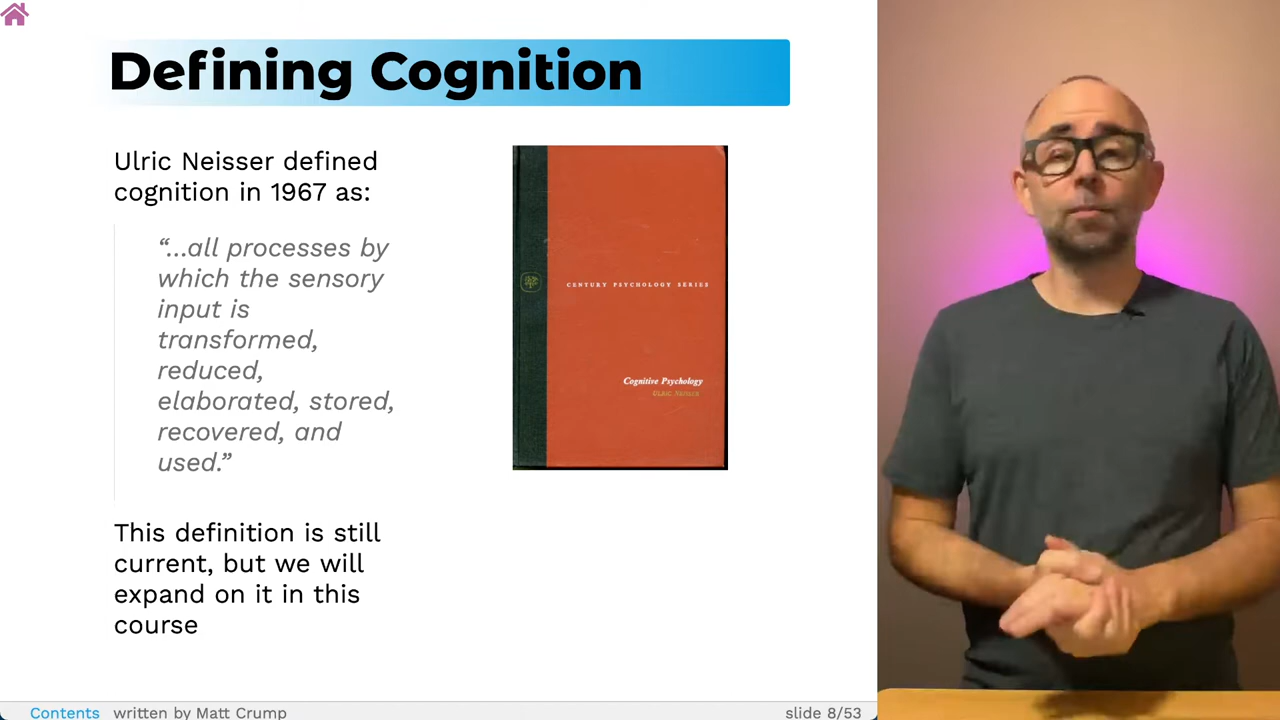 Defining Cognition
Ulric Neisser defined
cognition in 1967 as:
“...all processes by
which the sensory
input is
transformed,
reduced,
elaborated, stored,
recovered, and
used.”
This definition is still
current, but we will
expand on it in this
course
CENTURY PSYCHOLOGY SERIES
Cognitive Psychology
ULRIC NEISSER
Contents written by Matt Crump
slide 8/53